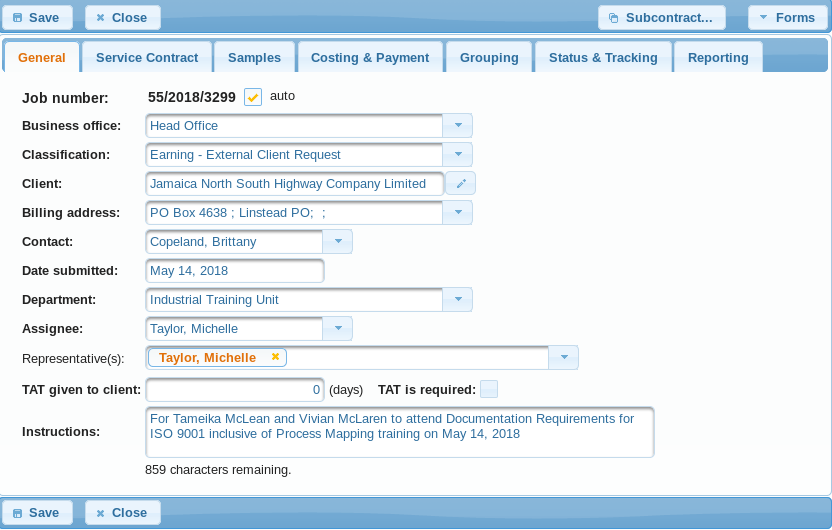 Save Close Subcontract... Forms
General Service Contract Samples Costing & Payment Grouping Status & Tracking Reporting
Job number: 55/2018/3299 auto
Business office: Head Office
Classification: Earning - External Client Request
Client: Jamaica North South Highway Company Limited
Billing address: PO Box 4638 ; Linstead PO;  ;
Contact: Copeland, Brittany
Date submitted: May 14, 2018
Department: Industrial Training Unit
Assignee: Taylor, Michelle
Representative(s): Taylor, Michelle
TAT given to client: 0 (days) TAT is required:
Instructions: For Tameika McLean and Vivian McLaren to attend Documentation Requirements for
ISO 9001 inclusive of Process Mapping training on May 14, 2018
859 characters remaining.
Save Close